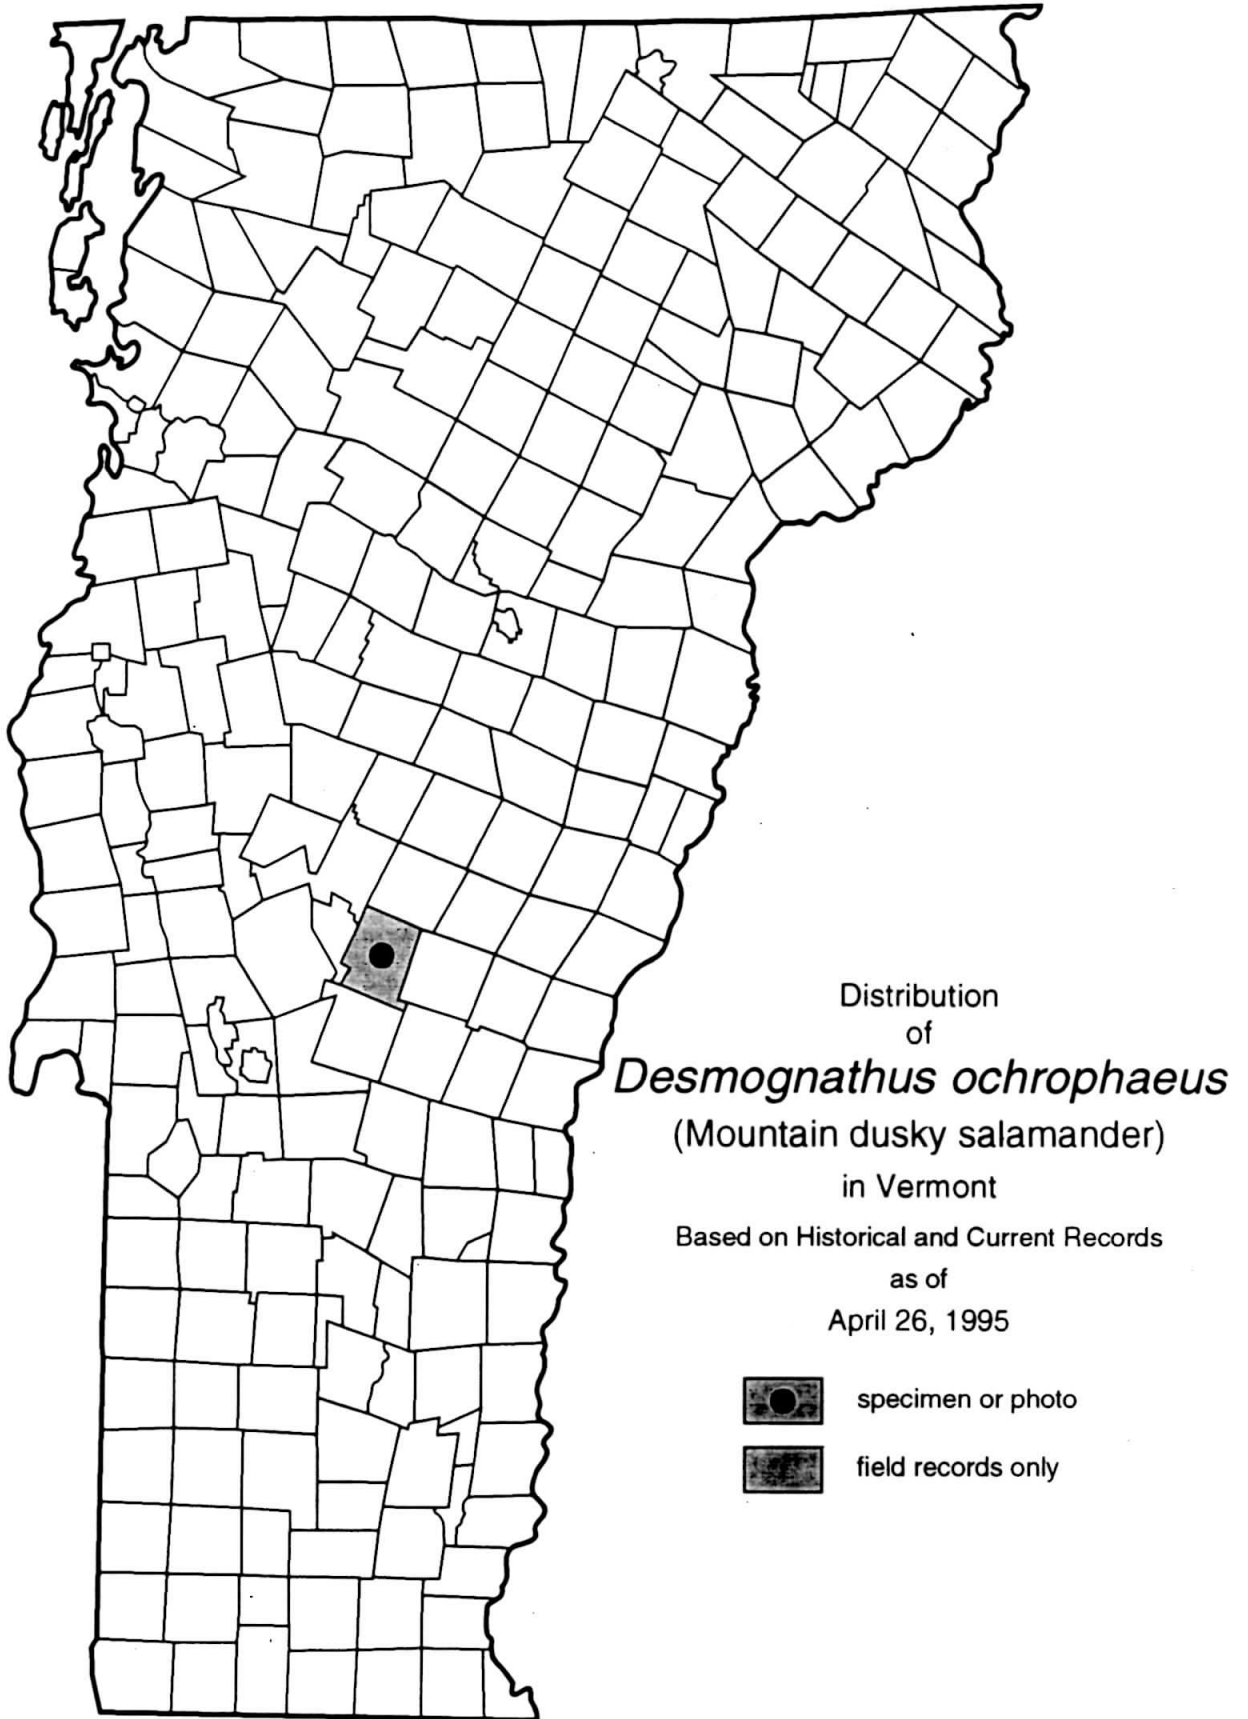 Distribution
of
Desmognathus ochrophaeus
(Mountain dusky salamander)
in Vermont
Based on Historical and Current Records
as of
April 26, 1995
specimen or photo
field records only